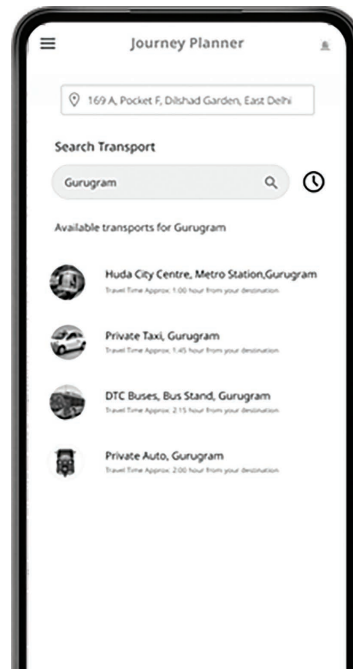 Journey Planner
169 A, Pocket F, Dilshad Garden, East Delhi
Search Transport
Gurugram
Available transports for Gurugram
Huda City Centre, Metro Station,Gurugram
Travel Time Approx. 1.00 hour from your destination
Private Taxi, Gurugram
Travel Time Approx. 1.45 hour from your destination
DTC Buses, Bus Stand, Gurugram
Travel Time Approx. 2.15 hour from your destination
Private Auto, Gurugram
Travel Time Approx. 2.00 hour from your destination